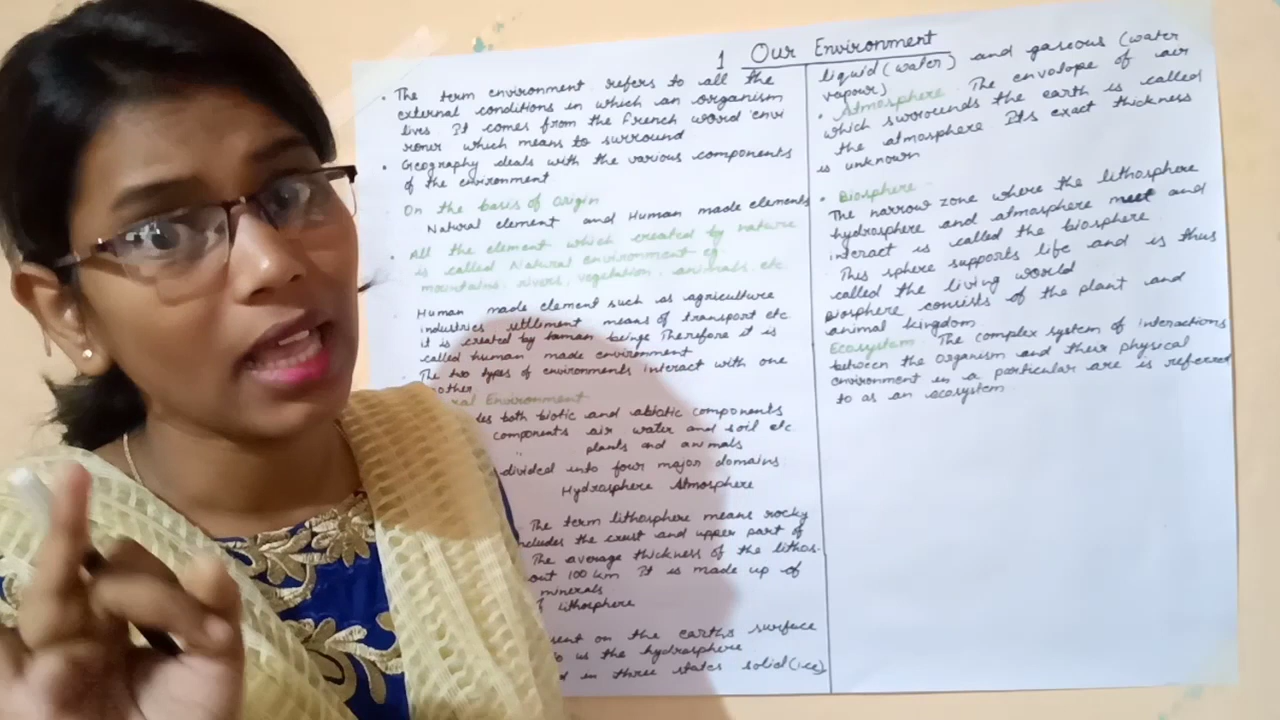 1 Our Environment
. The term environment refers to all the
external conditions in which an organism
lives It comes from the French word envi
roner which means to surround
. Geography deals with the various components
of the environment
On the basis of origin
Natural element and Human made elements
. All the element which created by nature
is called Natural environment eg
mountains, rivers, vegetation, animals etc.
Human made element such as agriculture
industries settliment means of transport etc
it is created by human beings Therefore it is
called human made environment
The two types of environments interact with one
other
ral Environment
des both biotic and abiotic components
components air water and soil etc
plants and animals
divided into four major domains
Hydrosphere Atmosphere
The term lithosphere means rocky
ncludes the crust and upper part of
The average thickness of the lithos-
out 100 km It is made up of
minerals
lithosphere
sent on the earths surface
us the hydrosphere
d in three states solid (ice)
liquid (water) and gaseous (water
vapour)
. Atmosphere The envolope of air
which surrounds the earth is called
the atmosphere Its exact thickness
is unknown
. Biosphere -
The narrow zone where the lithosphere
hydrosphere and atmosphere meet and
interact is called the biosphere
This sphere supports life and is thus
called the living world
Biosphere consists of the plant and
animal kingdom
Ecosystem The complex system of interactions
between the organism and their physical
environment in a particular are is referred
to as an ecosystem